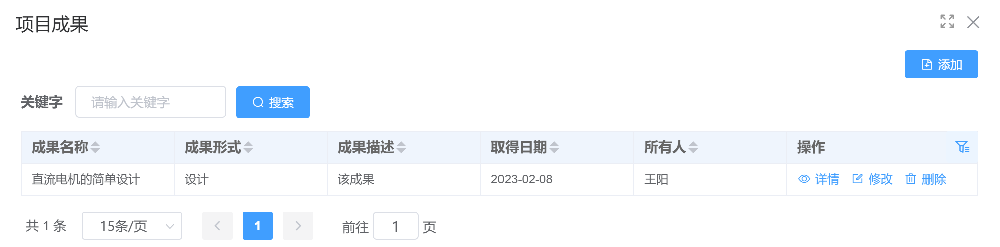 项目成果
添加
关键字 请输入关键字 搜索
成果名称 成果形式 成果描述 取得日期 所有人 操作
直流电机的简单设计 设计 该成果 2023-02-08 王阳 详情 修改 删除
共 1 条 15条/页 1 前往 1 页